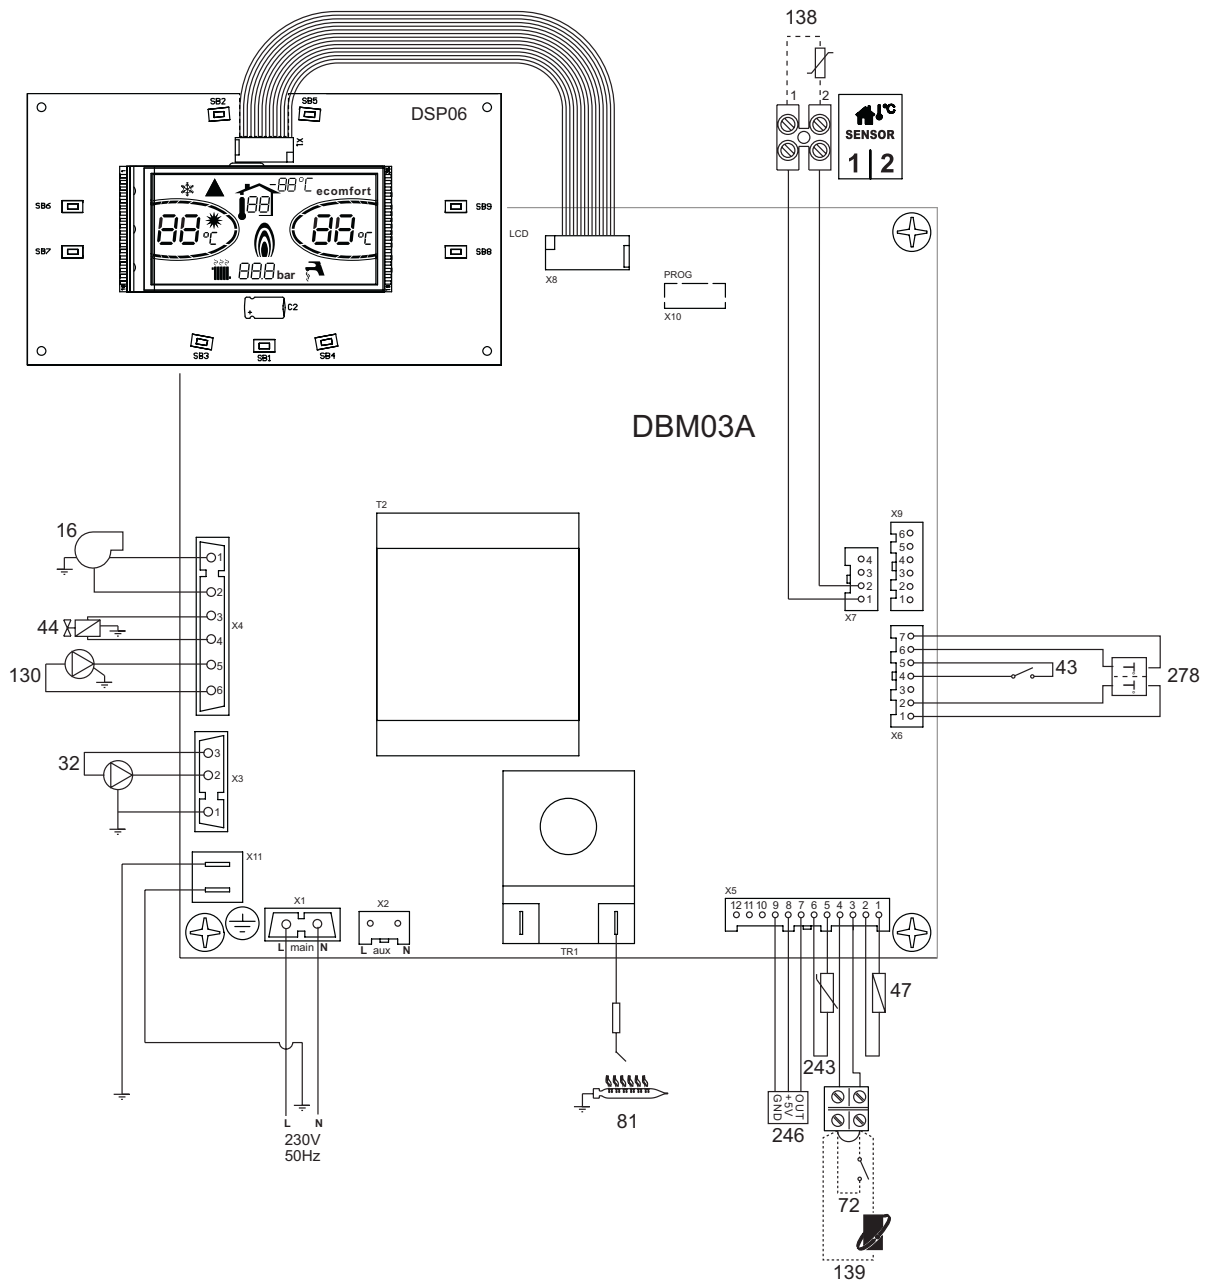 138
1 2
°C
SENSOR
1 2
SB2
SB5
DSP06
X1
-88°C ecomfort
88
SB6
SB9
88 °C
88 °C
SB7
SB8
88.8 bar
+
C2
SB3
SB1
SB4
LCD
X8
PROG
X10
DBM03A
T2
16
1
2
3
4
5
6
X4
44
130
32
3
2
1
X3
X11
X9
6
5
4
3
2
1
4
3
2
1
X7
7
6
5
4
3
2
1
X6
43
278
X1
L main N
X2
L aux N
TR1
X5
12 11 10 9 8 7 6 5 4 3 2 1
47
243
GND
+5V
OUT
246
81
L N
230V
50Hz
72
139